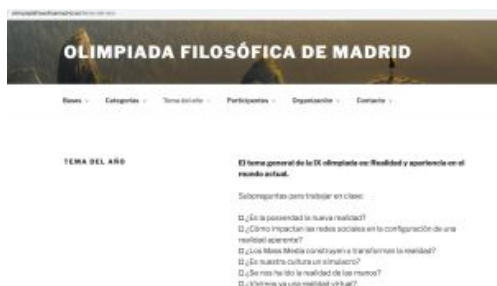 OLIMPIADA FILOSÓFICA DE MADRID
Bases Categorías Tema del año Participantes Organización Contacto
TEMA DEL AÑO
El tema general de la IX olimpiada es: Realidad y apariencia en el
mundo actual.
Subpreguntas para trabajar en clase:
¿Es la posverdad la nueva realidad?
¿Cómo impactan las redes sociales en la configuración de una
realidad aparente?
¿Los Mass Media construyen o transforman la realidad?
¿Es nuestra cultura un simulacro?
¿Se nos ha ido la realidad de las manos?
¿Vivimos ya una realidad virtual?